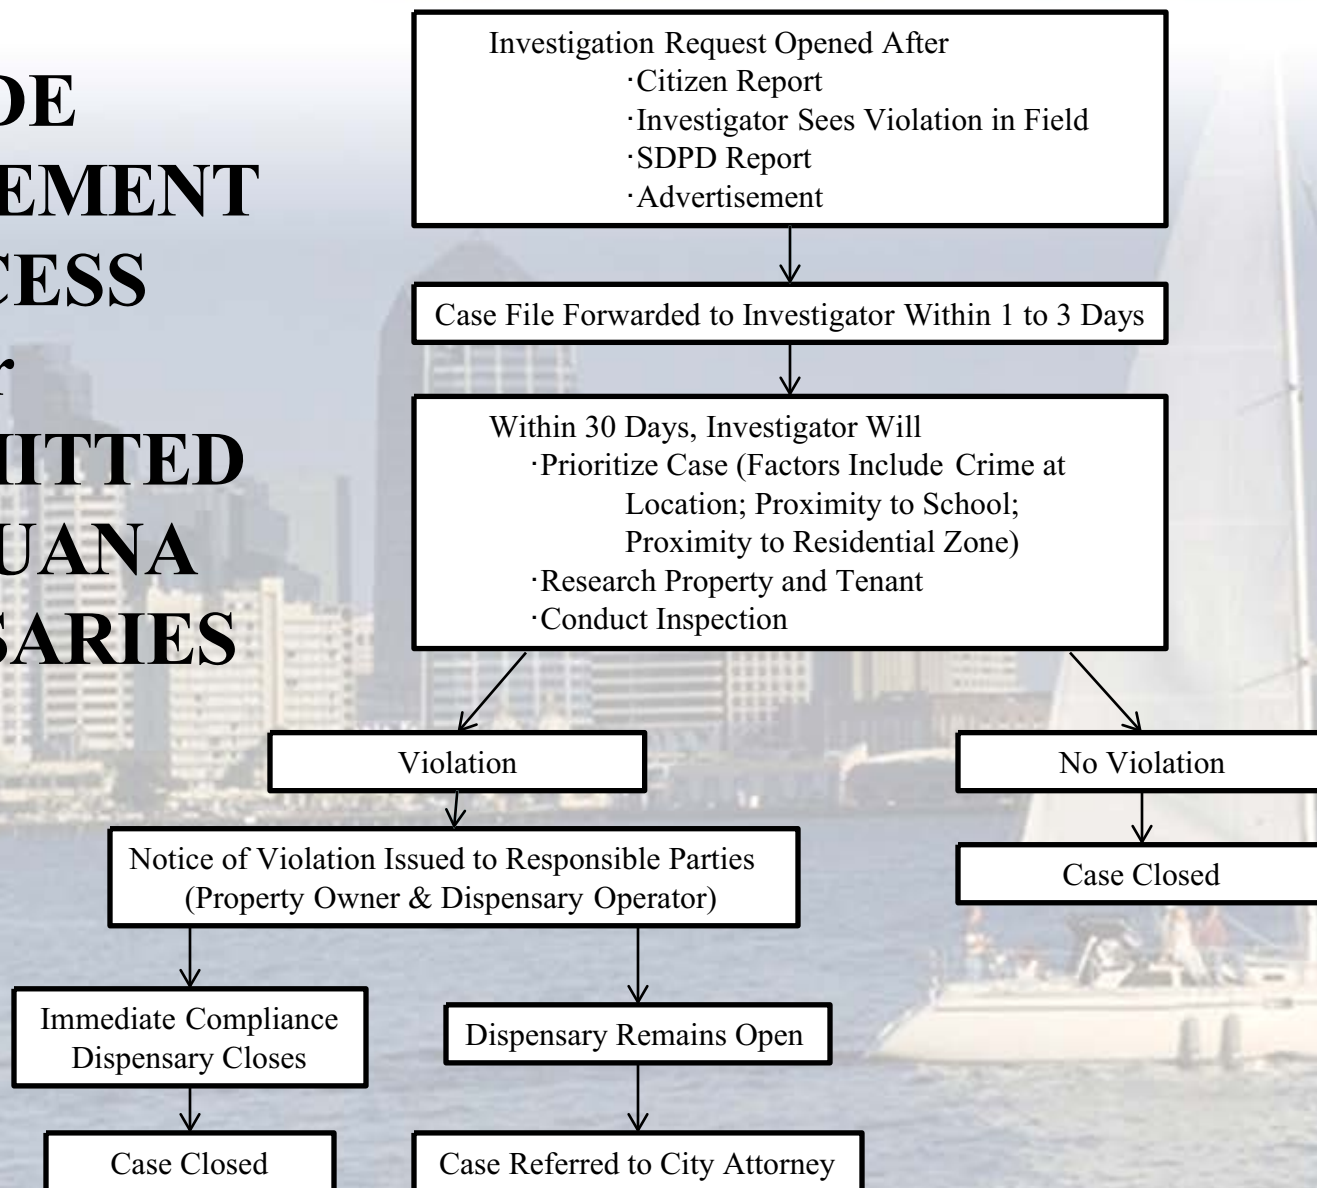 DE
EMENT
CESS
r
MITTED
UANA
SARIES
Investigation Request Opened After
·Citizen Report
·Investigator Sees Violation in Field
·SDPD Report
·Advertisement
Case File Forwarded to Investigator Within 1 to 3 Days
Within 30 Days, Investigator Will
·Prioritize Case (Factors Include Crime at
Location; Proximity to School;
Proximity to Residential Zone)
·Research Property and Tenant
·Conduct Inspection
Violation
No Violation
Notice of Violation Issued to Responsible Parties
(Property Owner & Dispensary Operator)
Case Closed
Immediate Compliance
Dispensary Closes
Dispensary Remains Open
Case Closed
Case Referred to City Attorney